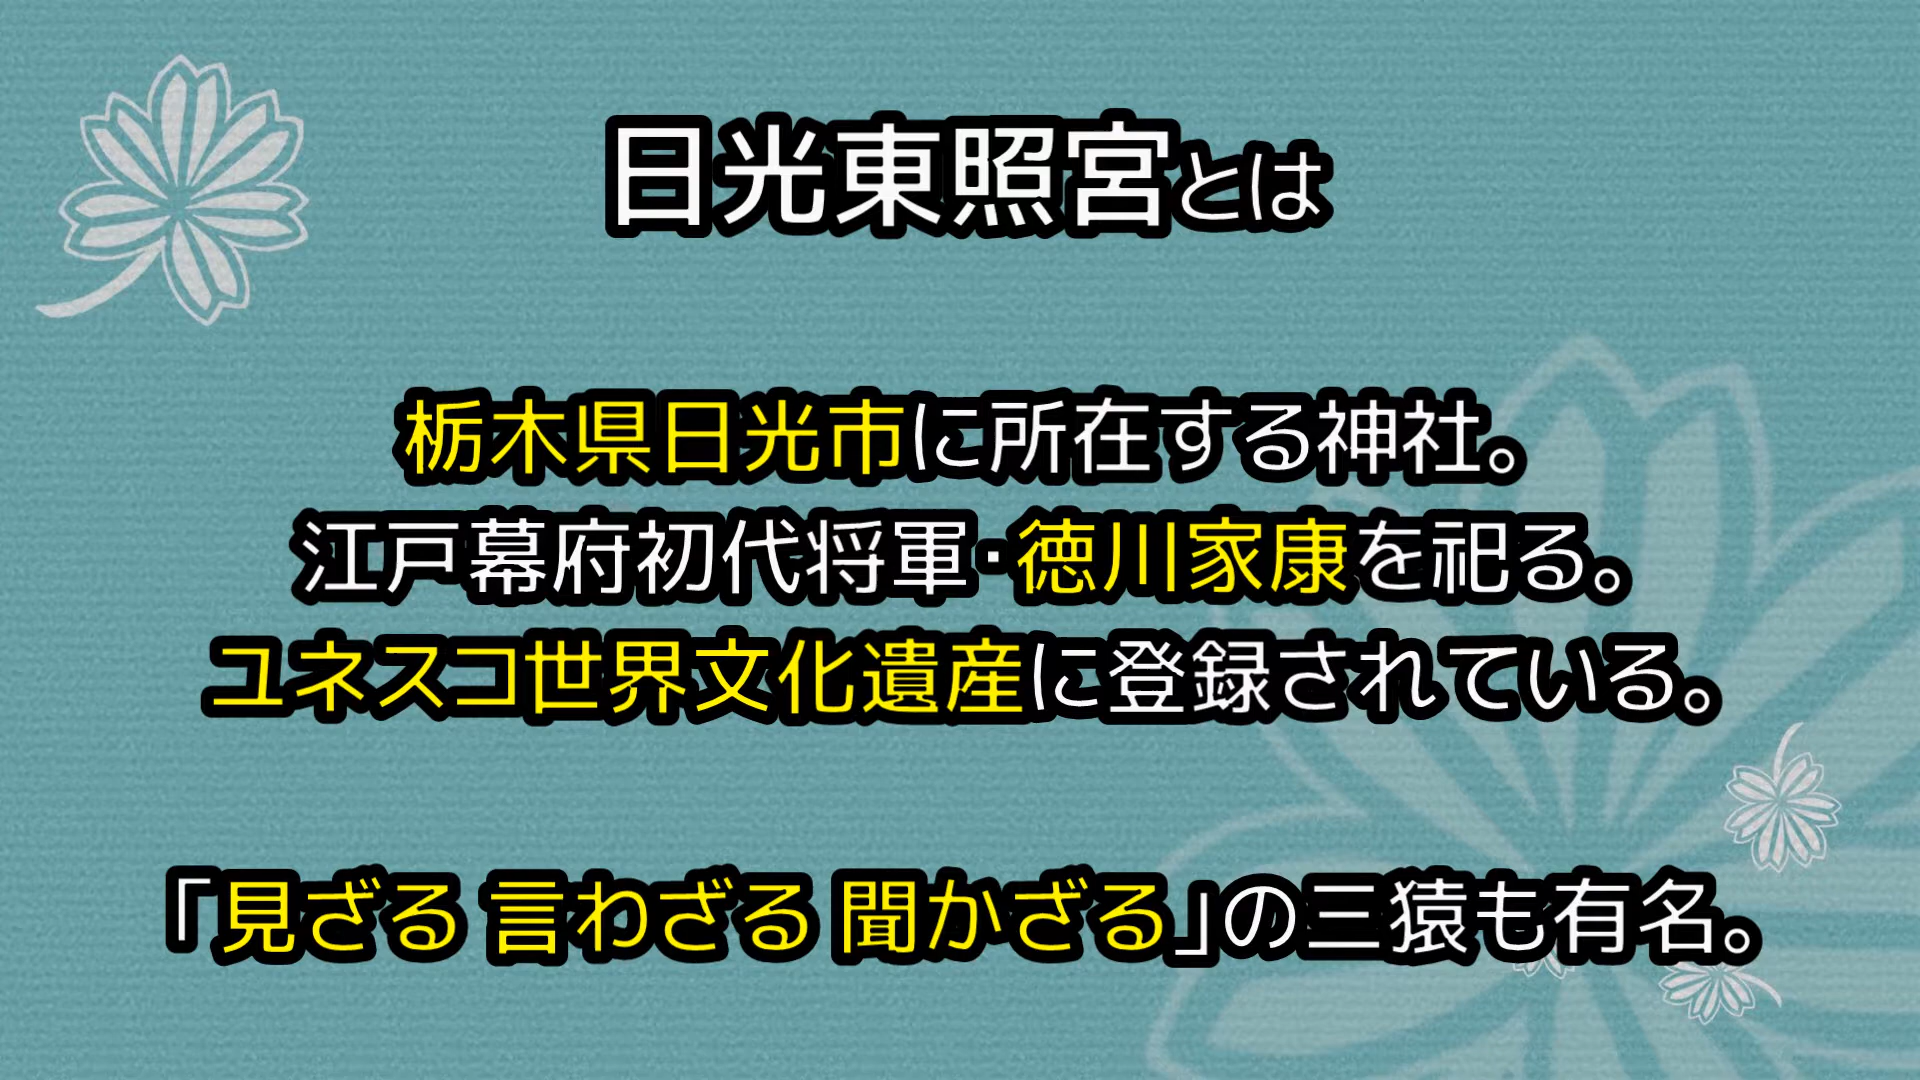 日光東照宮とは
栃木県日光市に所在する神社。
江戸幕府初代将軍・徳川家康を祀る。
ユネスコ世界文化遺産に登録されている。
「見ざる 言わざる 聞かざる」の三猿も有名。